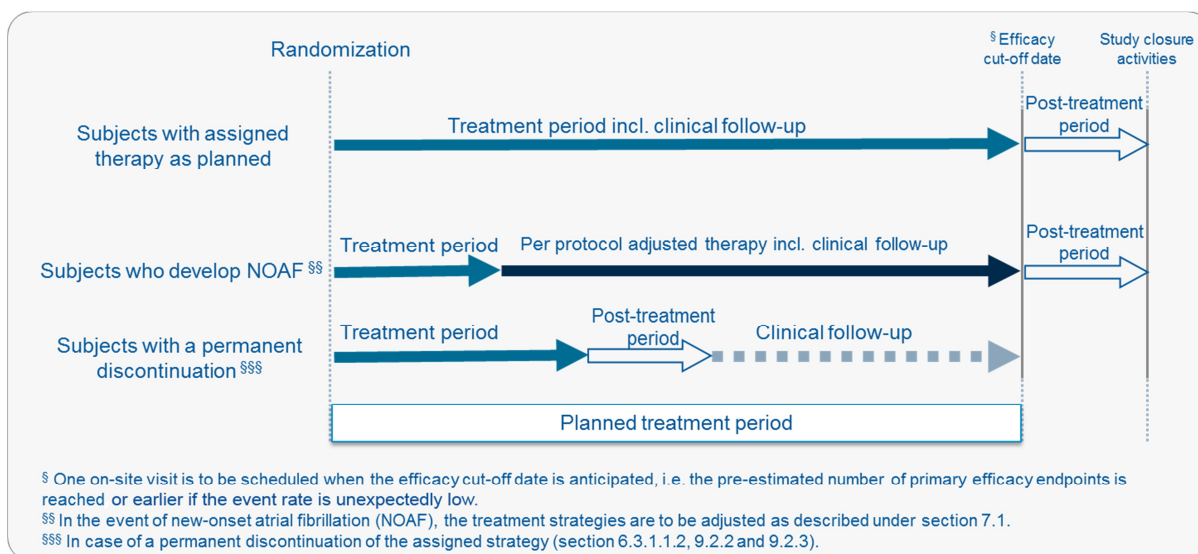 Randomization
§ Efficacy
cut-off date
Study closure
activities
Subjects with assigned
therapy as planned
Treatment period incl. clinical follow-up
Post-treatment
period
Subjects who develop NOAF §§
Treatment period
Per protocol adjusted therapy incl. clinical follow-up
Post-treatment
period
Subjects with a permanent
discontinuation §§§
Treatment period
Post-treatment
period
Clinical follow-up
Planned treatment period
§ One on-site visit is to be scheduled when the efficacy cut-off date is anticipated, i.e. the pre-estimated number of primary efficacy endpoints is
reached or earlier if the event rate is unexpectedly low.
§§ In the event of new-onset atrial fibrillation (NOAF), the treatment strategies are to be adjusted as described under section 7.1.
§§§ In case of a permanent discontinuation of the assigned strategy (section 6.3.1.1.2, 9.2.2 and 9.2.3).